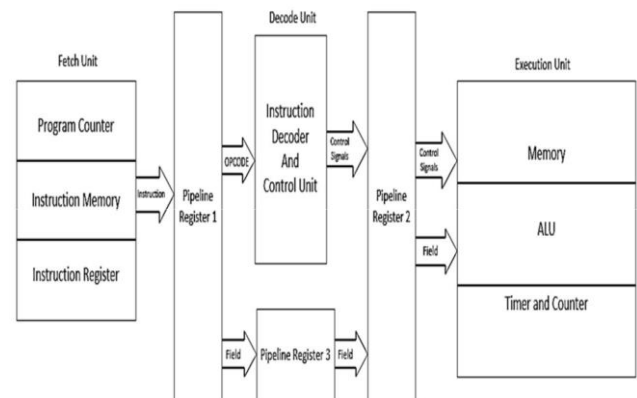 Decode Unit
Fetch Unit
Execution Unit
Program Counter
Instruction Memory
Instruction Register
Instruction
Pipeline
Register 1
OPCODE
Instruction
Decoder
And
Control Unit
Control
Signals
Pipeline
Register 2
Control
Signals
Memory
ALU
Field
Timer and Counter
Field
Pipeline Register 3
Field